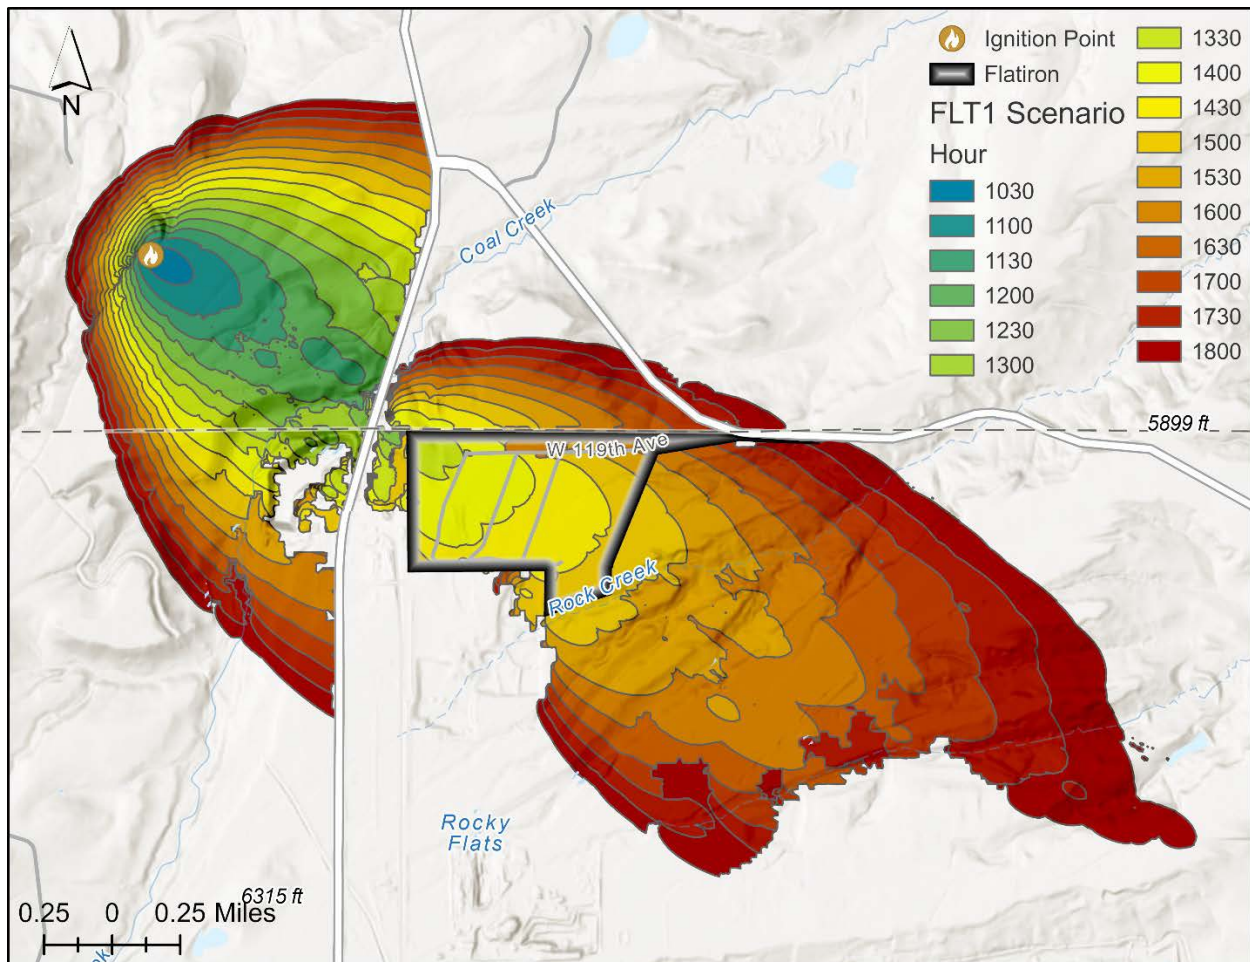 N
Ignition Point
Flatiron
FLT1 Scenario
Hour
1030
1100
1130
1200
1230
1300
1330
1400
1430
1500
1530
1600
1630
1700
1730
1800
Coal Creek
5899 ft
W 119th Ave
Rock Creek
Rocky
Flats
6315 ft
0.25 0 0.25 Miles